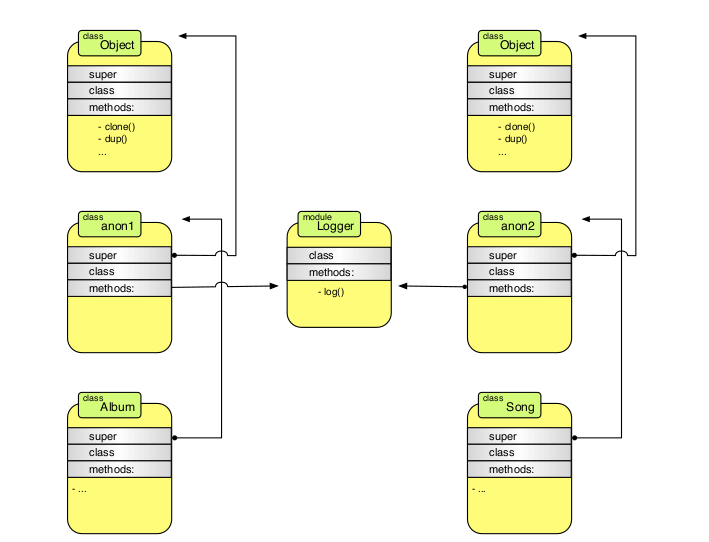 class
Object
super
class
methods:
- clone()
- dup()
...
class
Object
super
class
methods:
- clone()
- dup()
...
class
anon1
super
class
methods:
module
Logger
class
methods:
- log()
class
anon2
super
class
methods:
class
Album
super
class
methods:
- ...
class
Song
super
class
methods:
- ...